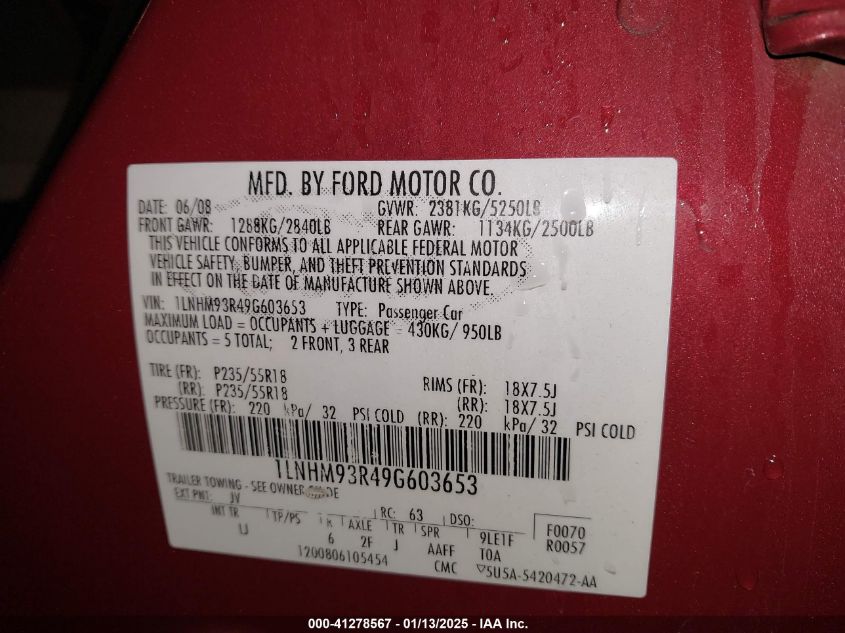 MFD. BY FORD MOTOR CO.
DATE: 06/08 GVWR: 2381KG/5250LB
FRONT GAWR: 1288KG/2840LB REAR GAWR: 1134KG/2500LB
THIS VEHICLE CONFORMS TO ALL APPLICABLE FEDERAL MOTOR
VEHICLE SAFETY, BUMPER, AND THEFT PREVENTION STANDARDS
IN EFFECT ON THE DATE OF MANUFACTURE SHOWN ABOVE.
VIN: 1LNHM93R49G603653 TYPE: Passenger Car
MAXIMUM LOAD = OCCUPANTS + LUGGAGE = 430KG/ 950LB
OCCUPANTS = 5 TOTAL; 2 FRONT, 3 REAR
TIRE (FR): P235/55R18 RIMS (FR): 18X7.5J
(RR): P235/55R18 (RR): 18X7.5J
PRESSURE (FR): 220 kPa/ 32 PSI COLD (RR): 220 kPa/ 32 PSI COLD
1LNHM93R49G603653
TRAILER TOWING - SEE OWNER
EXT PNT: JV RC: 63 DSO: F0070
INT TR TP/PS R AXLE TR SPR 9LE1F R0057
IJ 6 2F J AAFF TOA
1200806105454 CMC ▽5U5A-5420472-AA
000-41278567 — 01/13/2025 — Copyright © 2025 IAA, Inc.